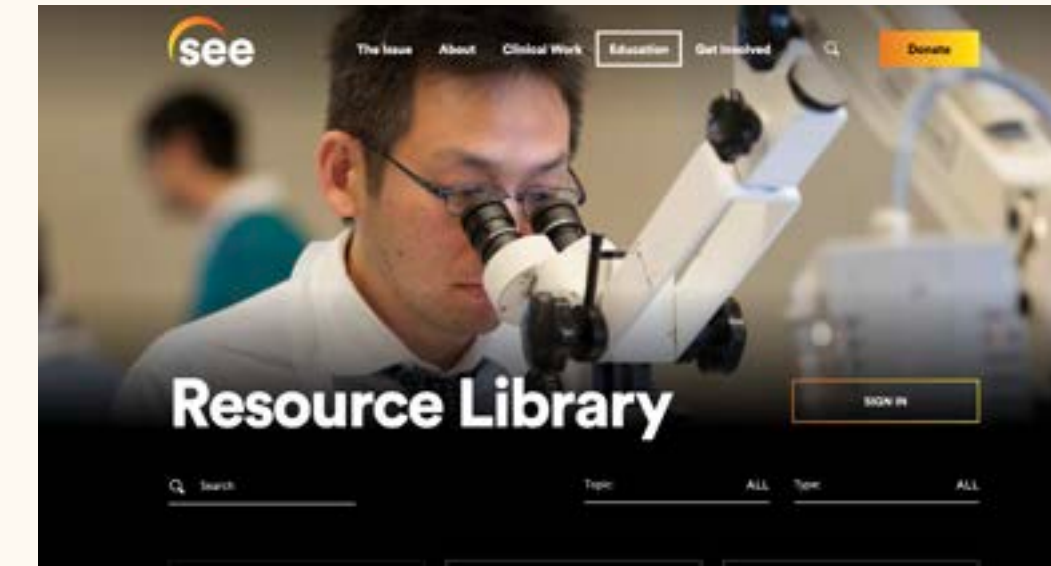 see
The Issue About Clinical Work Education Get Involved Donate
Resource Library
SIGN IN
Search Topic: ALL Type: ALL